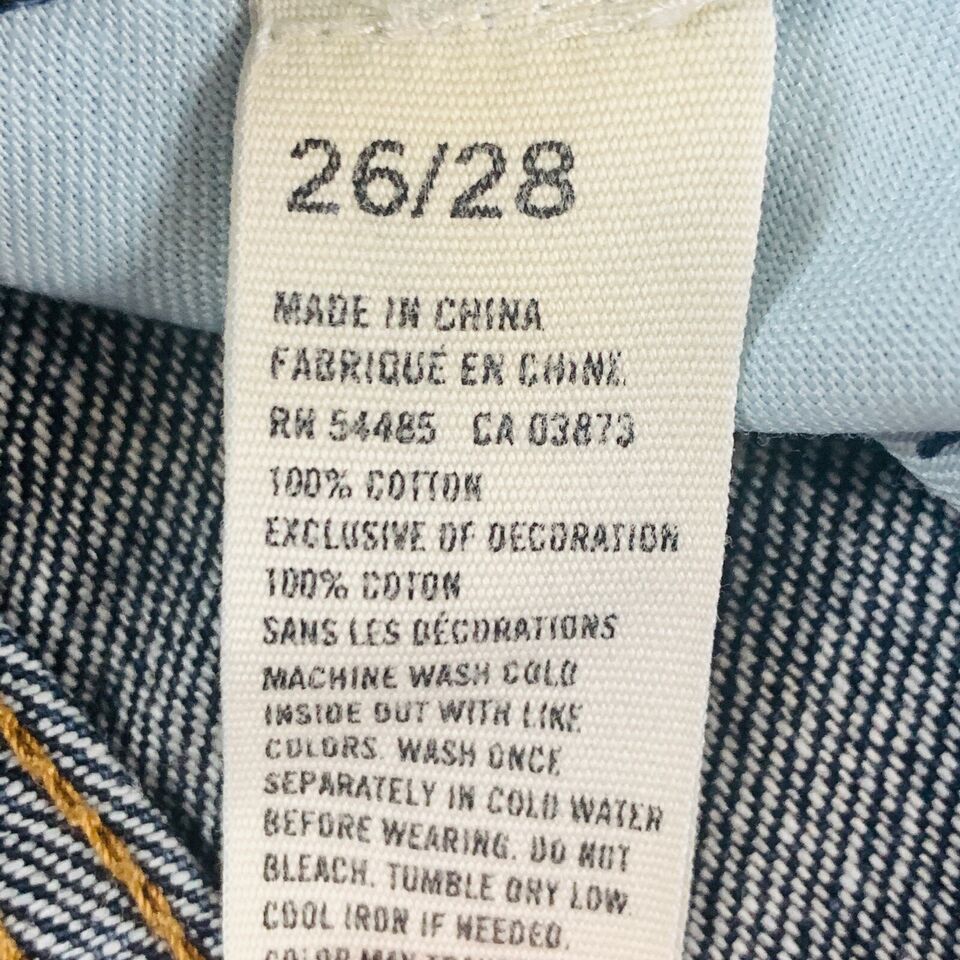 26/28
MADE IN CHINA
FABRIQUÉ EN CHINE
RN 54485 CA 03873
100% COTTON
EXCLUSIVE OF DECORATION
100% COTON
SANS LES DÉCORATIONS
MACHINE WASH COLD
INSIDE OUT WITH LIKE
COLORS. WASH ONCE
SEPARATELY IN COLD WATER
BEFORE WEARING. DO NOT
BLEACH. TUMBLE DRY LOW.
COOL IRON IF NEEDED.
COLOR MAY